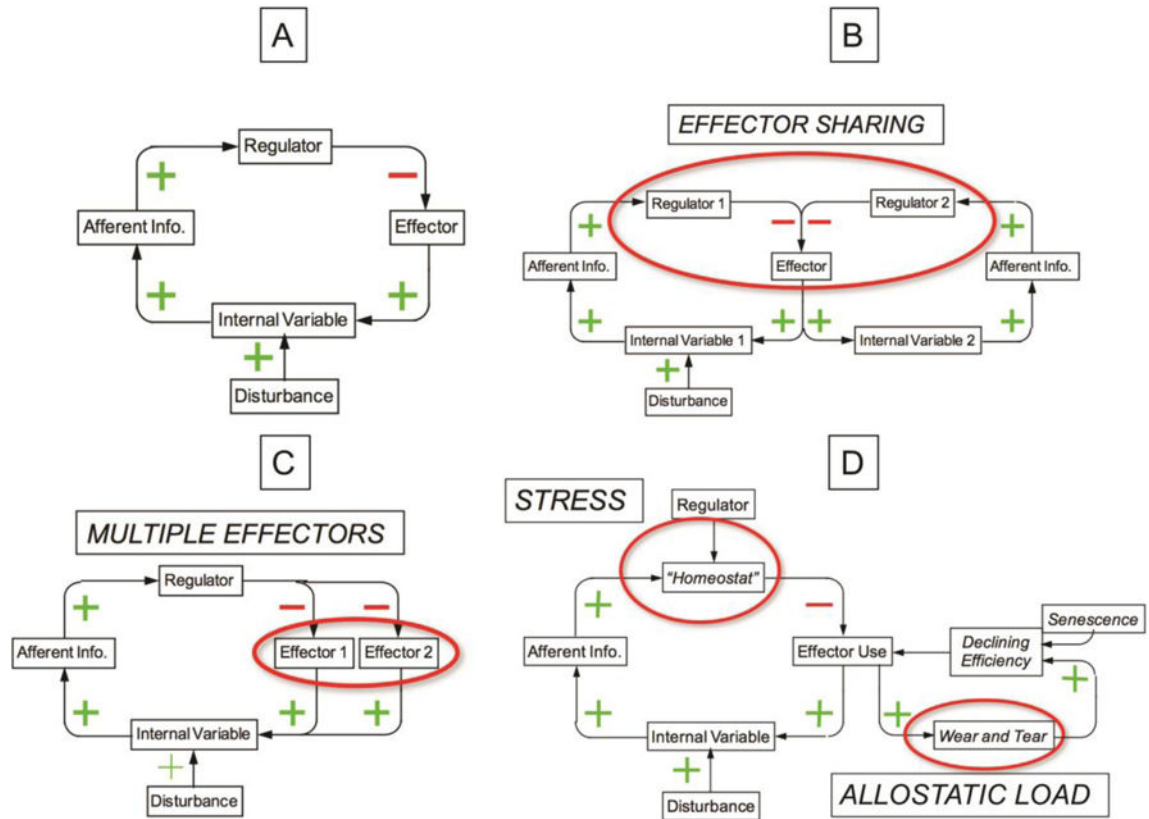 A
Regulator
+
−
Afferent Info.
Effector
+
+
Internal Variable
+
Disturbance
B
EFFECTOR SHARING
Regulator 1
Regulator 2
+
−
−
+
Afferent Info.
Effector
Afferent Info.
+
+
+
+
Internal Variable 1
Internal Variable 2
+
Disturbance
C
MULTIPLE EFFECTORS
Regulator
+
−
−
Afferent Info.
Effector 1
Effector 2
+
+
+
Internal Variable
+
Disturbance
D
STRESS
Regulator
"Homeostat"
+
−
Senescence
Afferent Info.
Effector Use
Declining
Efficiency
+
+
+
+
Internal Variable
Wear and Tear
+
Disturbance
ALLOSTATIC LOAD